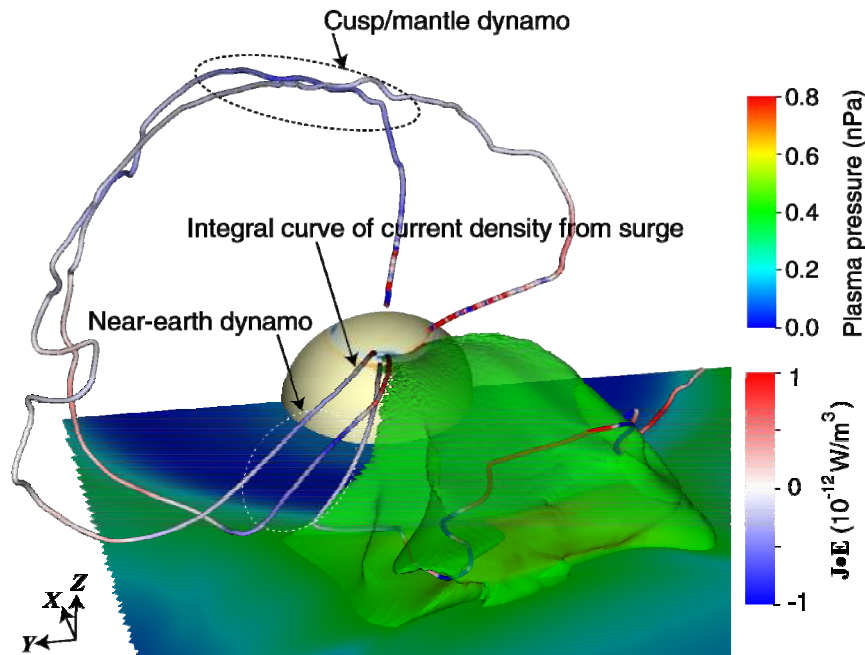 Cusp/mantle dynamo
Integral curve of current density from surge
Near-earth dynamo
0.8
0.6
0.4
0.2
0.0
Plasma pressure (nPa)
1
0
-1
J•E (10⁻¹² W/m³)
Z
X
Y